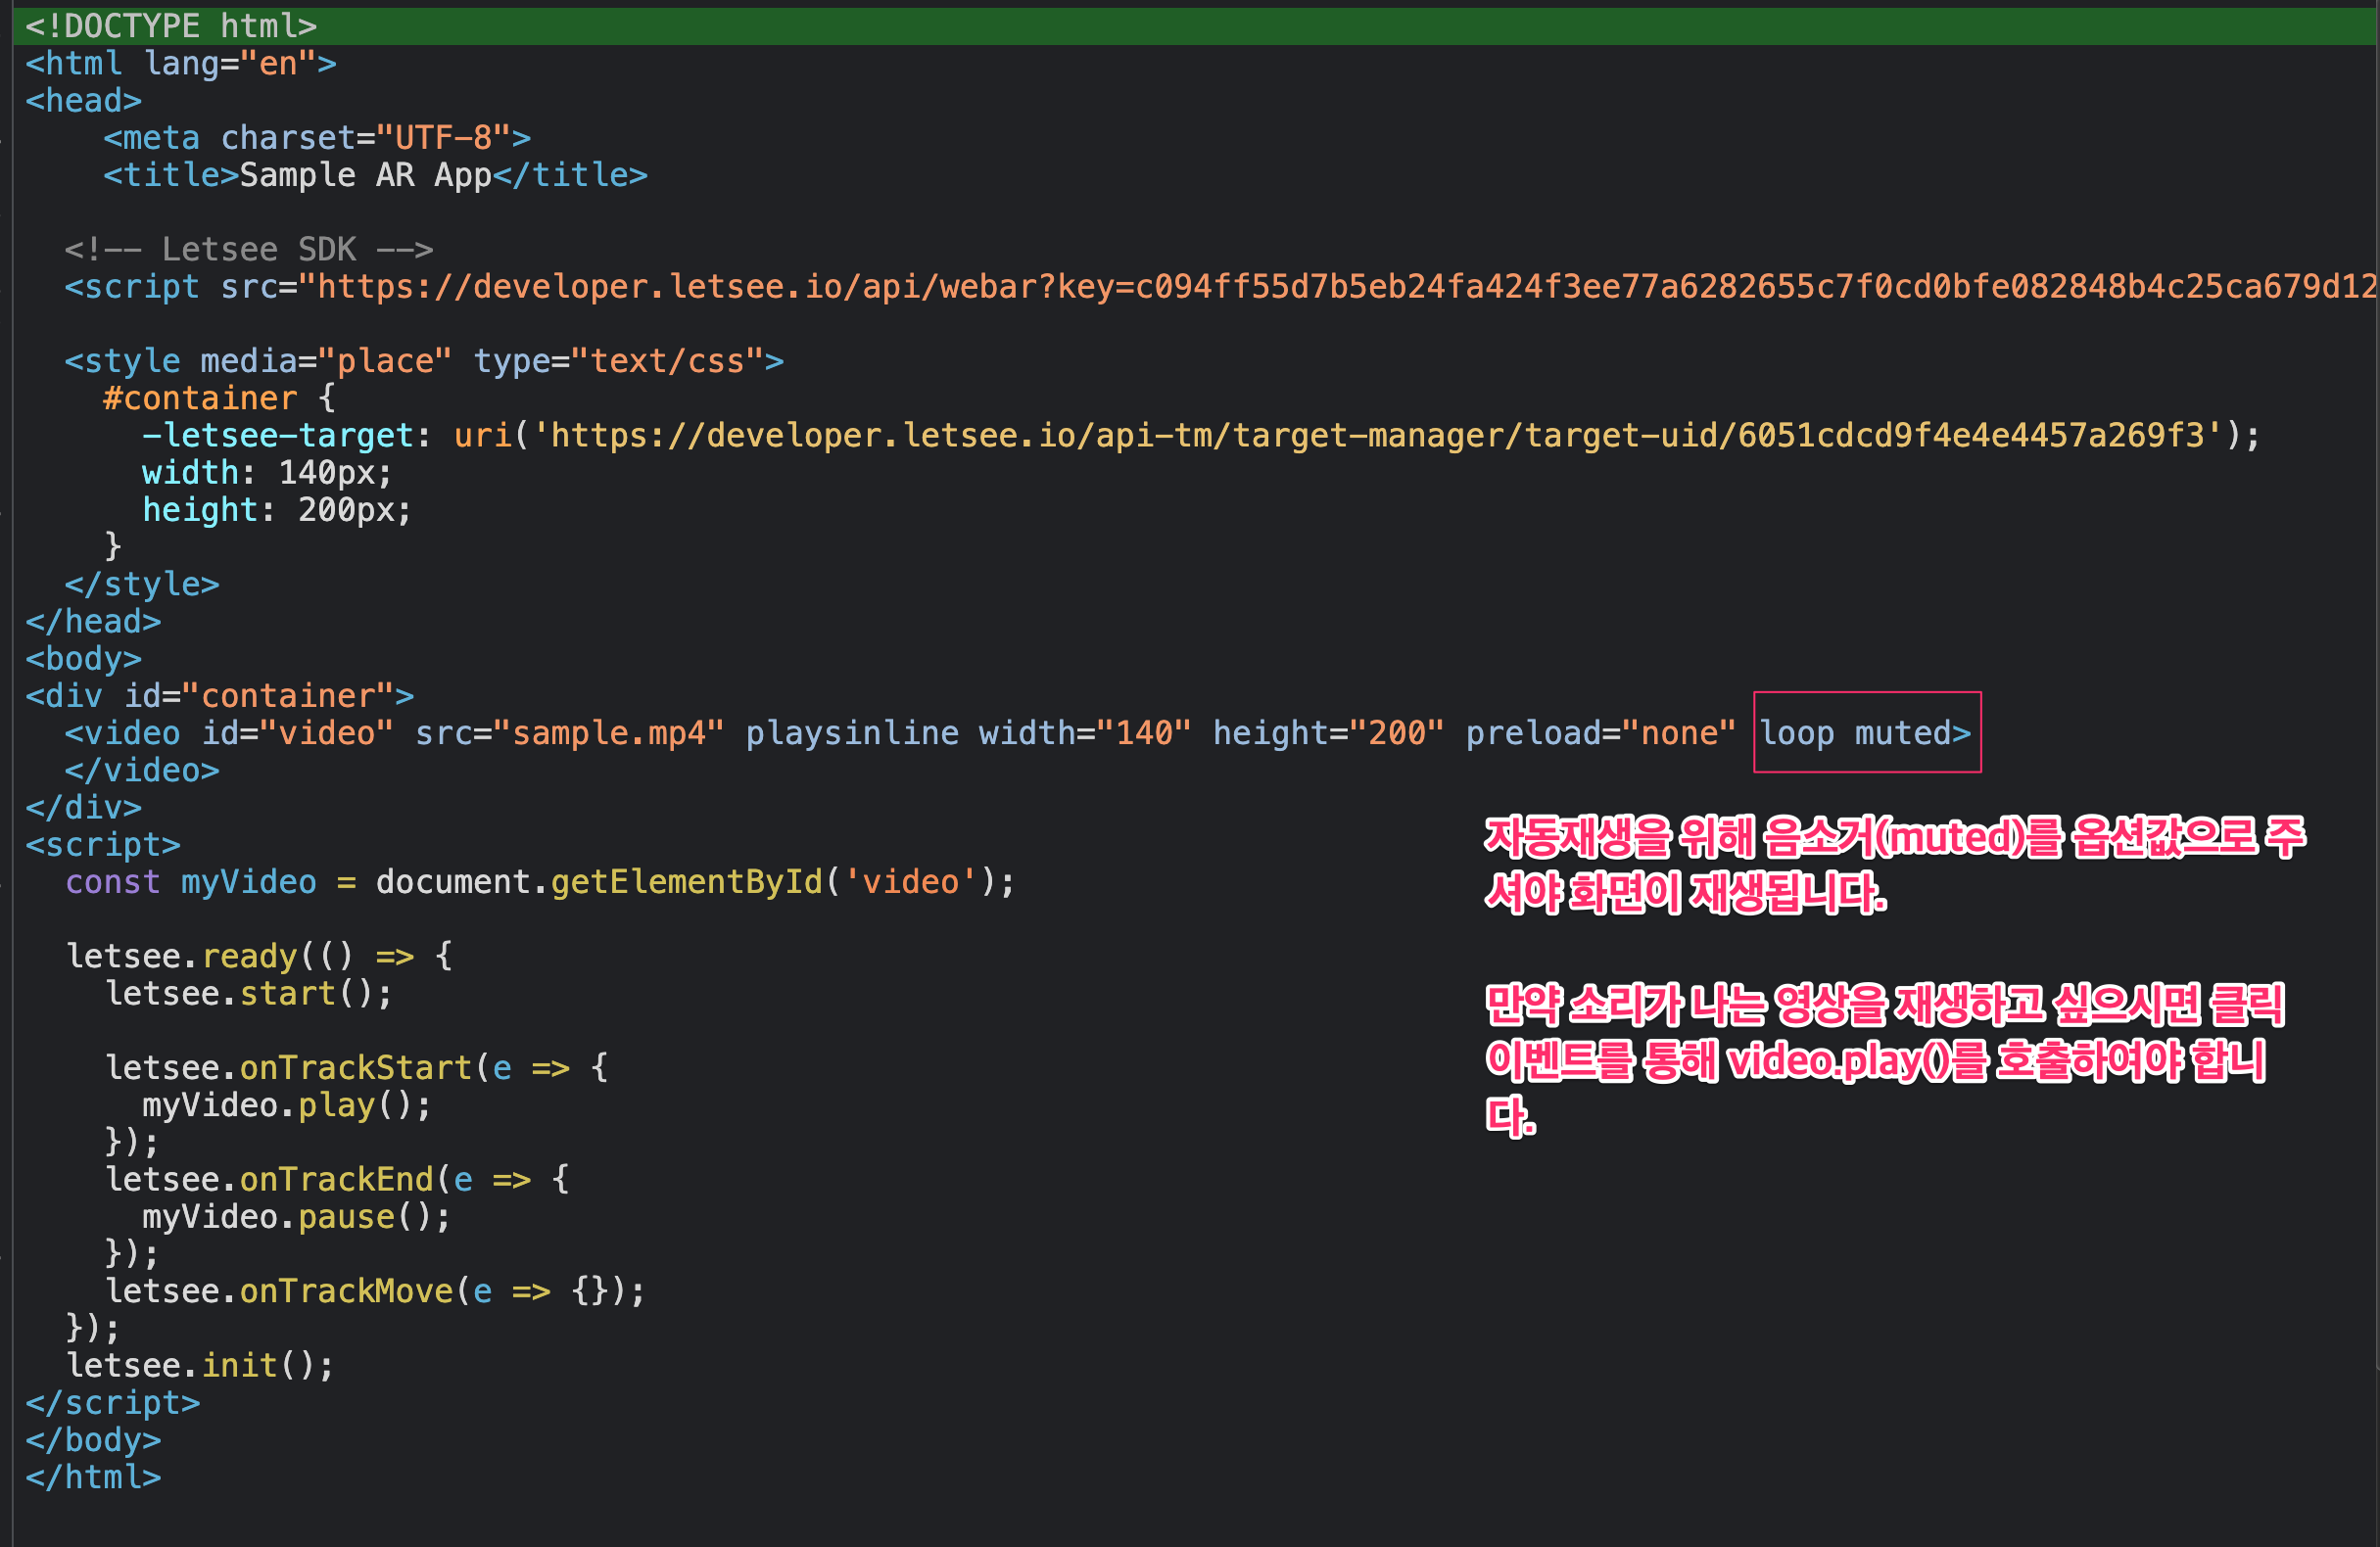 <!DOCTYPE html>
<html lang="en">
<head>
    <meta charset="UTF-8">
    <title>Sample AR App</title>
  <!-- Letsee SDK -->
  <script src="https://developer.letsee.io/api/webar?key=c094ff55d7b5eb24fa424f3ee77a6282655c7f0cd0bfe082848b4c25ca679d12
  <style media="place" type="text/css">
    #container {
      -letsee-target: uri('https://developer.letsee.io/api-tm/target-manager/target-uid/6051cdcd9f4e4e4457a269f3');
      width: 140px;
      height: 200px;
    }
  </style>
</head>
<body>
<div id="container">
  <video id="video" src="sample.mp4" playsinline width="140" height="200" preload="none" loop muted>
  </video>
</div>
<script>
  const myVideo = document.getElementById('video');
  letsee.ready(() => {
    letsee.start();
    letsee.onTrackStart(e => {
      myVideo.play();
    });
    letsee.onTrackEnd(e => {
      myVideo.pause();
    });
    letsee.onTrackMove(e => {});
  });
  letsee.init();
</script>
</body>
</html>
자동재생을 위해 음소거(muted)를 옵션값으로 주
셔야 화면이 재생됩니다.
만약 소리가 나는 영상을 재생하고 싶으시면 클릭
이벤트를 통해 video.play()를 호출하여야 합니
다.